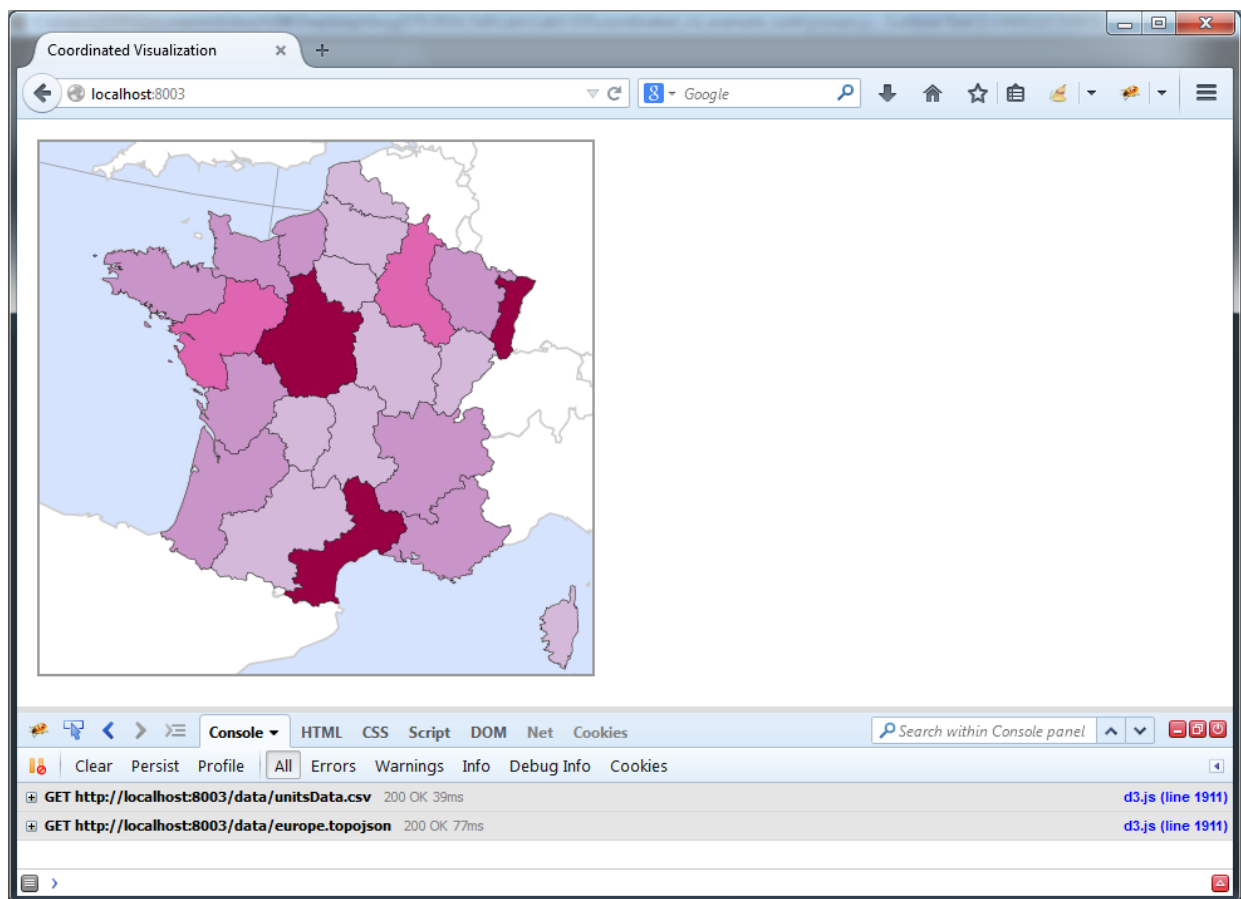 Coordinated Visualization
localhost:8003
8 Google
Console HTML CSS Script DOM Net Cookies
Search within Console panel
Clear Persist Profile All Errors Warnings Info Debug Info Cookies
GET http://localhost:8003/data/unitsData.csv 200 OK 39ms d3.js (line 1911)
GET http://localhost:8003/data/europe.topojson 200 OK 77ms d3.js (line 1911)